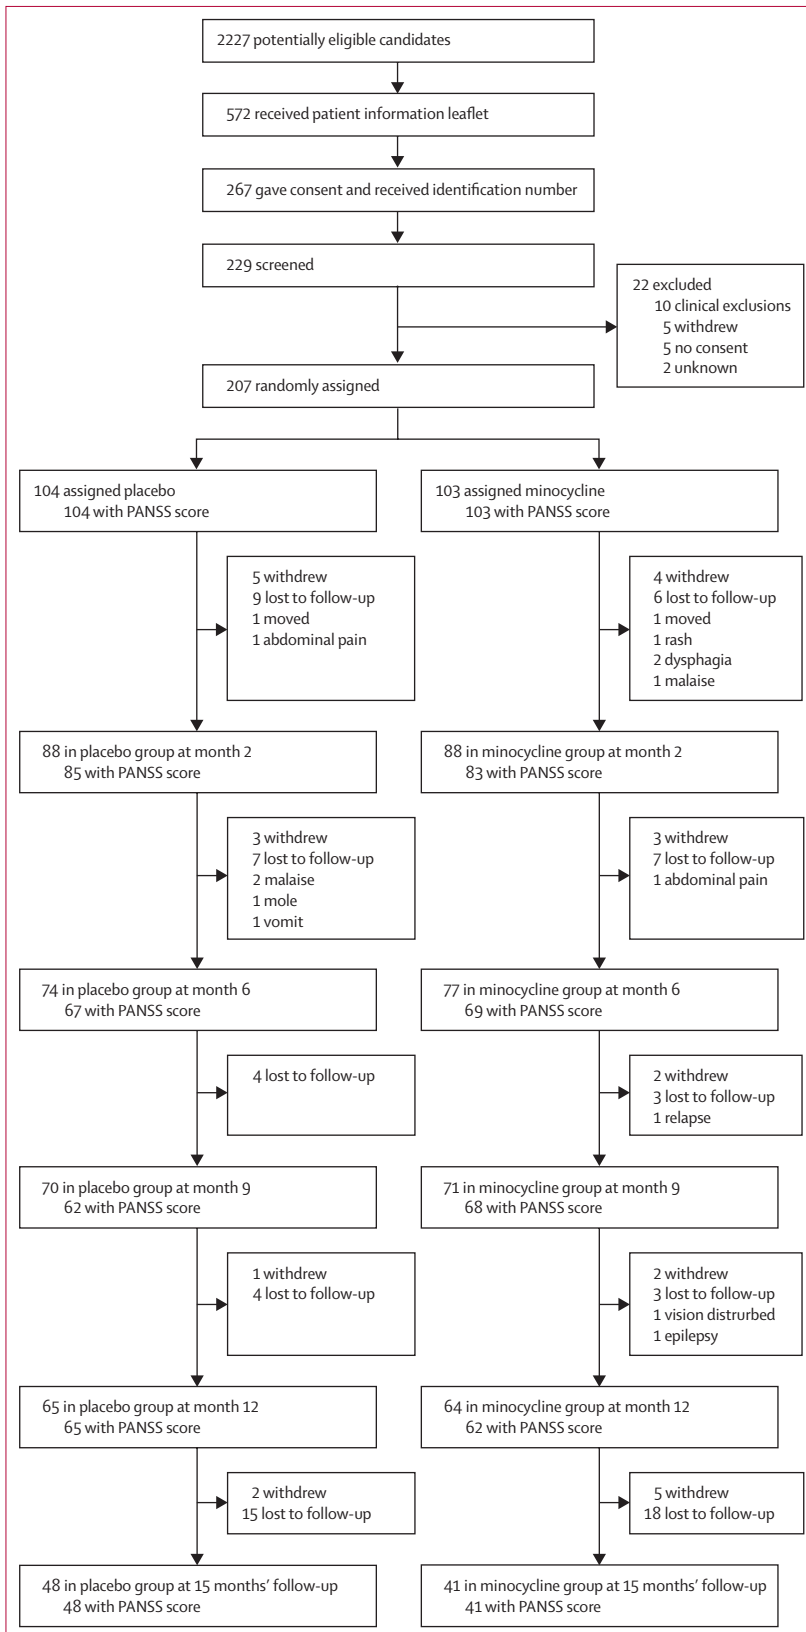 2227 potentially eligible candidates
572 received patient information leaflet
267 gave consent and received identification number
229 screened
22 excluded
10 clinical exclusions
5 withdrew
5 no consent
2 unknown
207 randomly assigned
104 assigned placebo
104 with PANSS score
103 assigned minocycline
103 with PANSS score
5 withdrew
9 lost to follow-up
1 moved
1 abdominal pain
4 withdrew
6 lost to follow-up
1 moved
1 rash
2 dysphagia
1 malaise
88 in placebo group at month 2
85 with PANSS score
88 in minocycline group at month 2
83 with PANSS score
3 withdrew
7 lost to follow-up
2 malaise
1 mole
1 vomit
3 withdrew
7 lost to follow-up
1 abdominal pain
74 in placebo group at month 6
67 with PANSS score
77 in minocycline group at month 6
69 with PANSS score
4 lost to follow-up
2 withdrew
3 lost to follow-up
1 relapse
70 in placebo group at month 9
62 with PANSS score
71 in minocycline group at month 9
68 with PANSS score
1 withdrew
4 lost to follow-up
2 withdrew
3 lost to follow-up
1 vision distrurbed
1 epilepsy
65 in placebo group at month 12
65 with PANSS score
64 in minocycline group at month 12
62 with PANSS score
2 withdrew
15 lost to follow-up
5 withdrew
18 lost to follow-up
48 in placebo group at 15 months' follow-up
48 with PANSS score
41 in minocycline group at 15 months' follow-up
41 with PANSS score